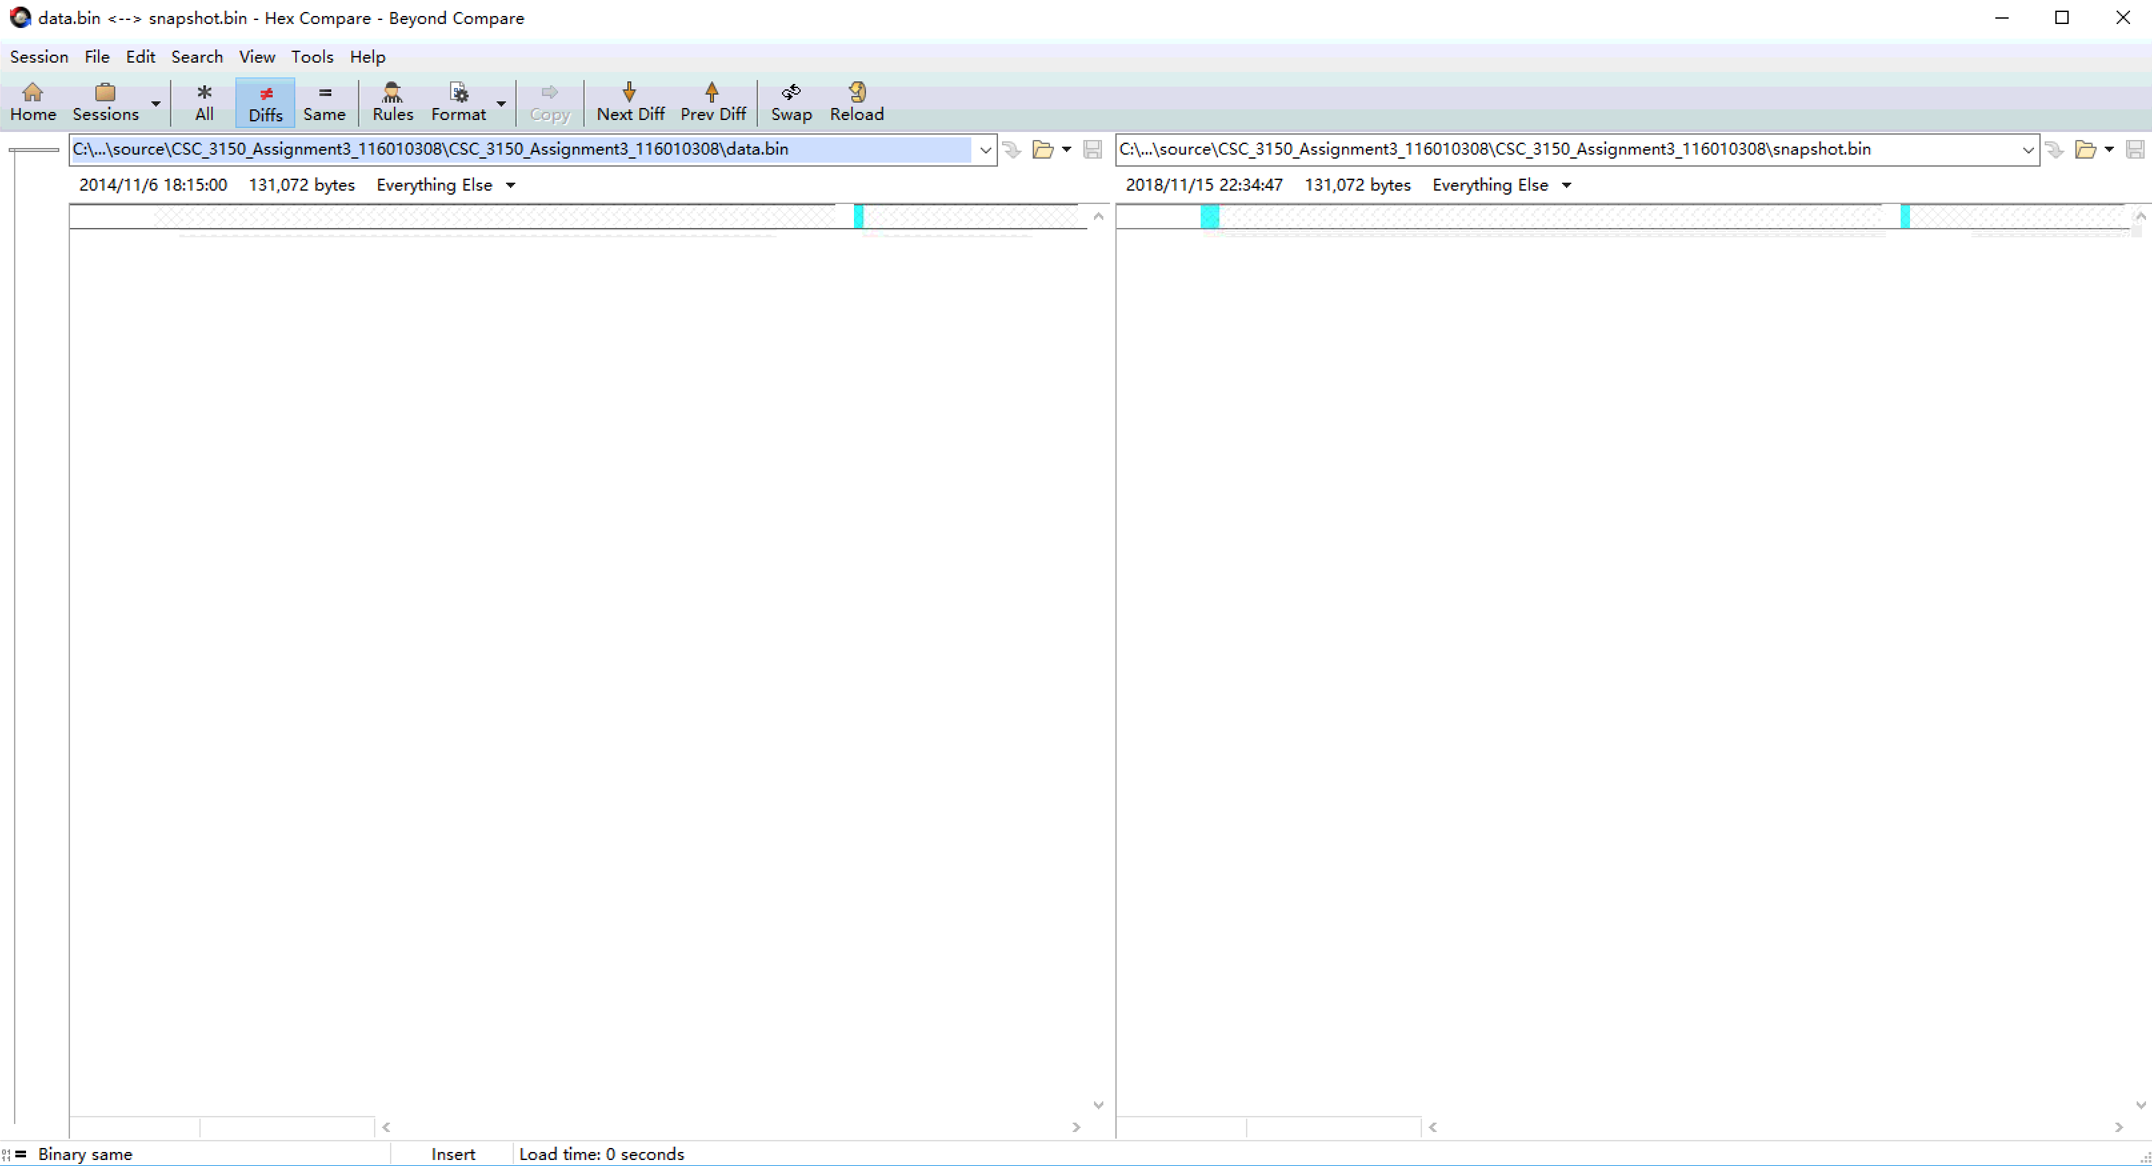 data.bin <--> snapshot.bin - Hex Compare - Beyond Compare
Session File Edit Search View Tools Help
Home Sessions All Diffs Same Rules Format Copy Next Diff Prev Diff Swap Reload
C:\...\source\CSC_3150_Assignment3_116010308\CSC_3150_Assignment3_116010308\data.bin
C:\...\source\CSC_3150_Assignment3_116010308\CSC_3150_Assignment3_116010308\snapshot.bin
2014/11/6 18:15:00 131,072 bytes Everything Else
2018/11/15 22:34:47 131,072 bytes Everything Else
Binary same Insert Load time: 0 seconds